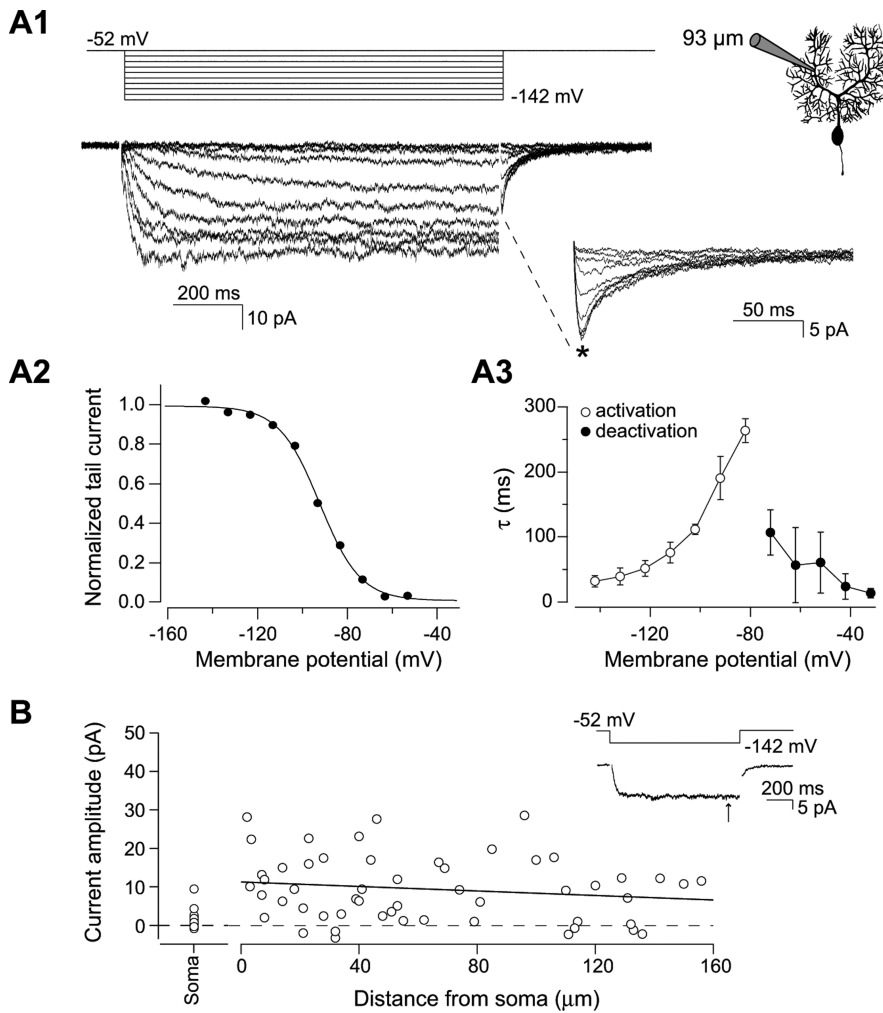 A1
-52 mV
-142 mV
93 μm
200 ms
10 pA
50 ms
5 pA
*
A2
Normalized tail current
1.0
0.8
0.6
0.4
0.2
0.0
-160
-120
-80
-40
Membrane potential (mV)
A3
activation
deactivation
τ (ms)
300
200
100
0
-120
-80
-40
Membrane potential (mV)
B
-52 mV
-142 mV
200 ms
5 pA
Current amplitude (pA)
50
40
30
20
10
0
Soma
0
40
80
120
160
Distance from soma (μm)